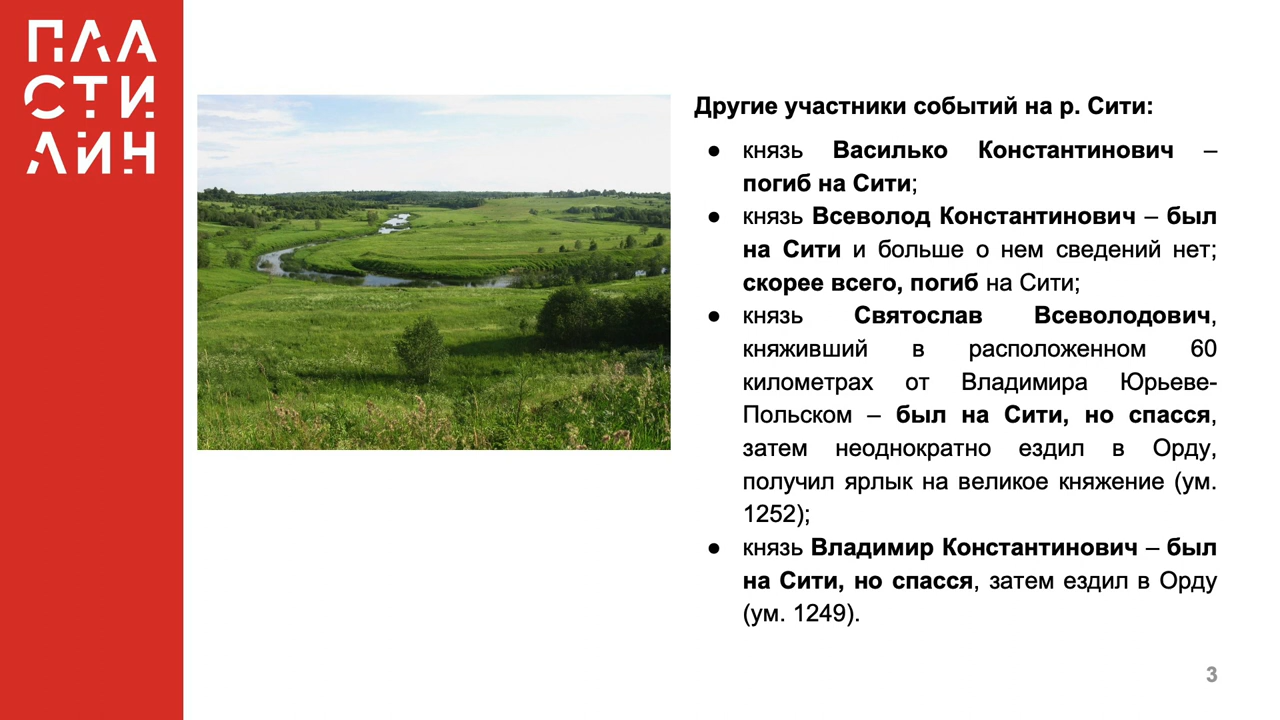 ПЛА
СТИ
ЛИН
Другие участники событий на р. Сити:
● князь Василько Константинович –
погиб на Сити;
● князь Всеволод Константинович – был
на Сити и больше о нем сведений нет;
скорее всего, погиб на Сити;
● князь Святослав Всеволодович,
княживший в расположенном 60
километрах от Владимира Юрьеве-
Польском – был на Сити, но спасся,
затем неоднократно ездил в Орду,
получил ярлык на великое княжение (ум.
1252);
● князь Владимир Константинович – был
на Сити, но спасся, затем ездил в Орду
(ум. 1249).
3